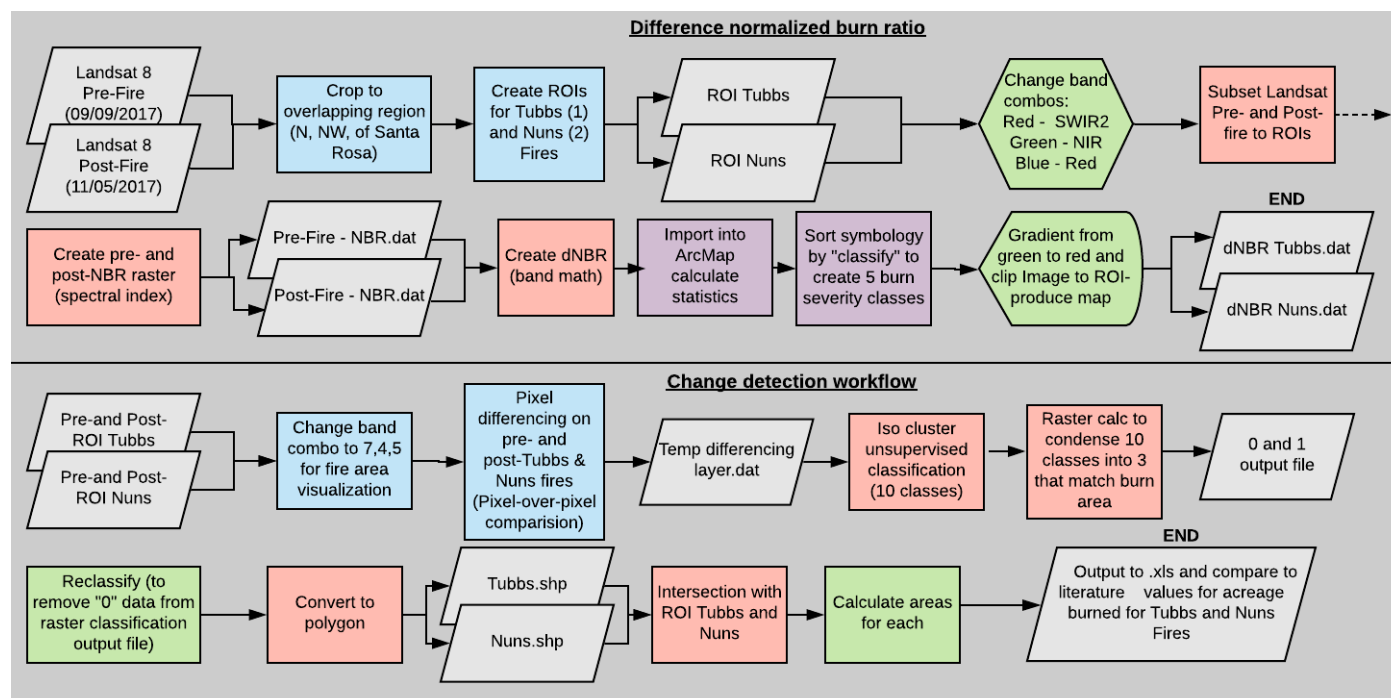 Difference normalized burn ratio
Landsat 8
Pre-Fire
(09/09/2017)
Landsat 8
Post-Fire
(11/05/2017)
Crop to
overlapping region
(N, NW, of Santa
Rosa)
Create ROIs
for Tubbs (1)
and Nuns (2)
Fires
ROI Tubbs
ROI Nuns
Change band
combos:
Red - SWIR2
Green - NIR
Blue - Red
Subset Landsat
Pre- and Post-
fire to ROIs
Create pre- and
post-NBR raster
(spectral index)
Pre-Fire - NBR.dat
Post-Fire - NBR.dat
Create dNBR
(band math)
Import into
ArcMap
calculate
statistics
Sort symbology
by "classify" to
create 5 burn
severity classes
Gradient from
green to red and
clip Image to ROI-
produce map
END
dNBR Tubbs.dat
dNBR Nuns.dat
Change detection workflow
Pre-and Post-
ROI Tubbs
Pre-and Post-
ROI Nuns
Change band
combo to 7,4,5
for fire area
visualization
Pixel
differencing on
pre- and
post-Tubbs &
Nuns fires
(Pixel-over-pixel
comparision)
Temp differencing
layer.dat
Iso cluster
unsupervised
classification
(10 classes)
Raster calc to
condense 10
classes into 3
that match burn
area
0 and 1
output file
Reclassify (to
remove "0" data from
raster classification
output file)
Convert to
polygon
Tubbs.shp
Nuns.shp
Intersection with
ROI Tubbs and
Nuns
Calculate areas
for each
END
Output to .xls and compare to
literature values for acreage
burned for Tubbs and Nuns
Fires